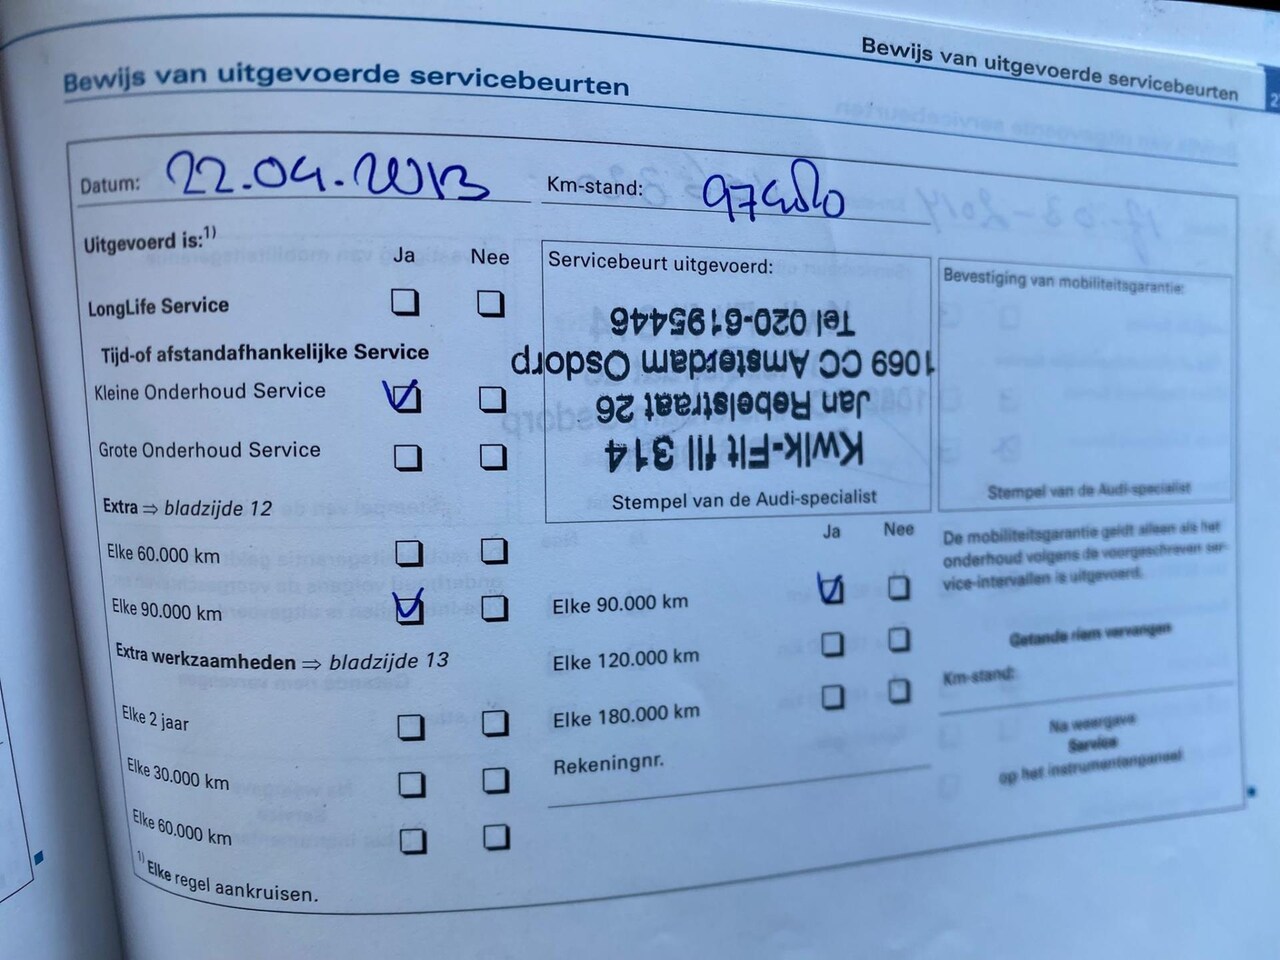 Bewijs van uitgevoerde servicebeurten
Bewijs van uitgevoerde servicebeurten
Datum: 22.04.2013
Km-stand:
Uitgevoerd is:1)
Ja Nee
LongLife Service
Tijd-of afstandafhankelijke Service
Kleine Onderhoud Service
Grote Onderhoud Service
Extra ⇒ bladzijde 12
Elke 60.000 km
Elke 90.000 km
Extra werkzaamheden ⇒ bladzijde 13
Elke 2 jaar
Elke 30.000 km
Elke 60.000 km
1) Elke regel aankruisen.
Servicebeurt uitgevoerd:
Kwik-Fit fil 314
Jan Rebelstraat 26
1069 CC Amsterdam Osdorp
Tel 020-6195446
Stempel van de Audi-specialist
Ja Nee
Elke 90.000 km
Elke 120.000 km
Elke 180.000 km
Rekeningnr.
Bevestiging van mobiliteitsgarantie:
Stempel van de Audi-specialist
De mobiliteitsgarantie geldt alleen als het
onderhoud volgens de voorgeschreven ser-
vice-intervallen is uitgevoerd.
Getande riem vervangen
Km-stand:
Na weergave
Service
op het instrumentenpaneel.